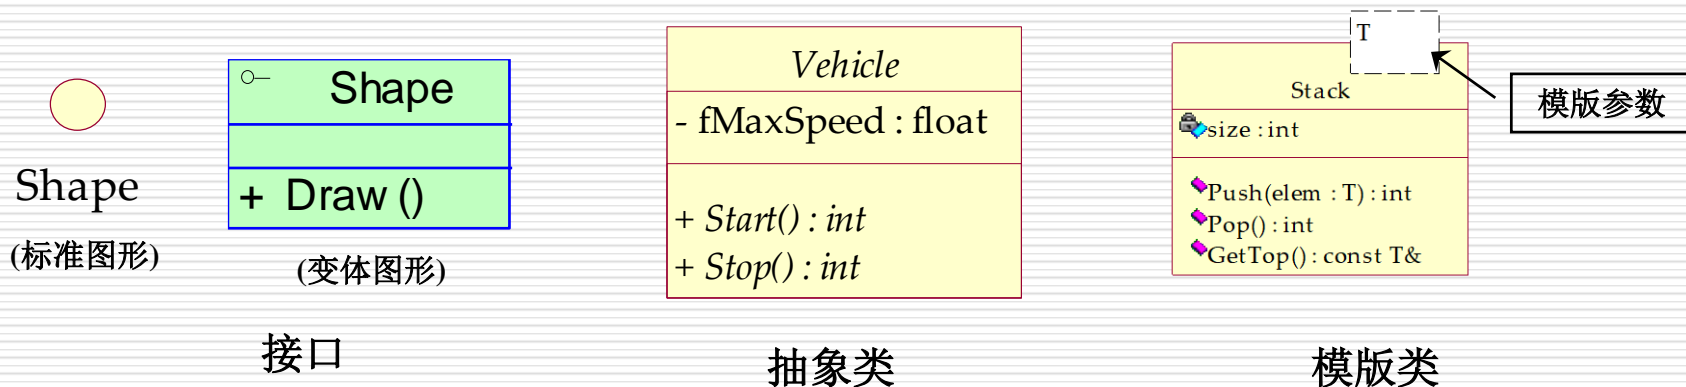 Shape
(标准图形)
Shape
+ Draw ()
(变体图形)
接口
Vehicle
- fMaxSpeed : float
+ Start() : int
+ Stop() : int
抽象类
T
Stack
size : int
Push(elem : T) : int
Pop() : int
GetTop() : const T&
模版参数
模版类